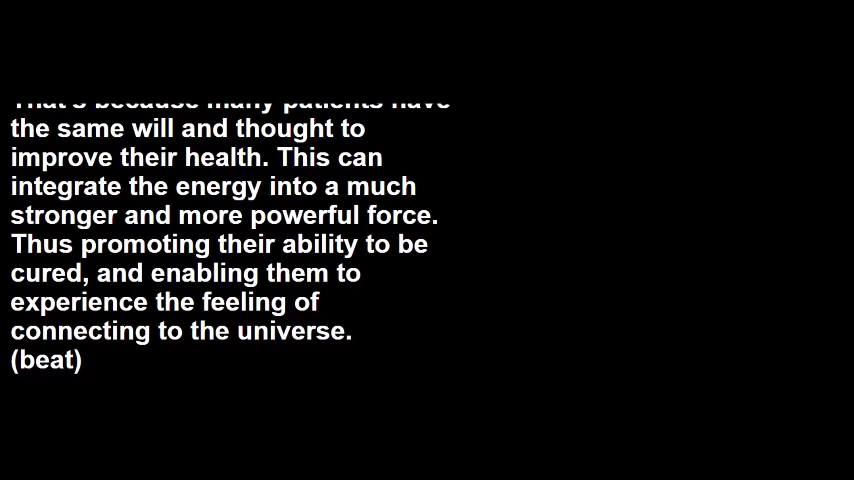 That's because many patients have
the same will and thought to
improve their health. This can
integrate the energy into a much
stronger and more powerful force.
Thus promoting their ability to be
cured, and enabling them to
experience the feeling of
connecting to the universe.
(beat)